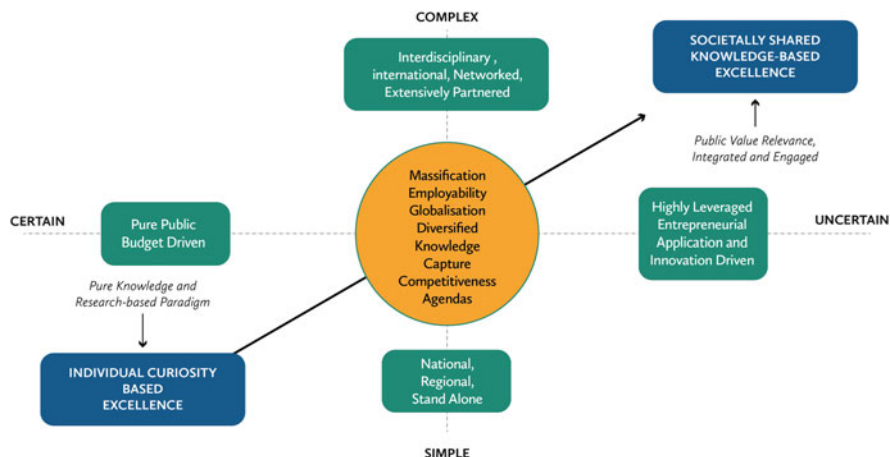 COMPLEX
Interdisciplinary ,
international, Networked,
Extensively Partnered
SOCIETALLY SHARED
KNOWLEDGE-BASED
EXCELLENCE
Public Value Relevance,
Integrated and Engaged
Massification
Employability
Globalisation
Diversified
Knowledge
Capture
Competitiveness
Agendas
CERTAIN
Pure Public
Budget Driven
Highly Leveraged
Entrepreneurial
Application and
Innovation Driven
UNCERTAIN
Pure Knowledge and
Research-based Paradigm
INDIVIDUAL CURIOSITY
BASED
EXCELLENCE
National,
Regional,
Stand Alone
SIMPLE